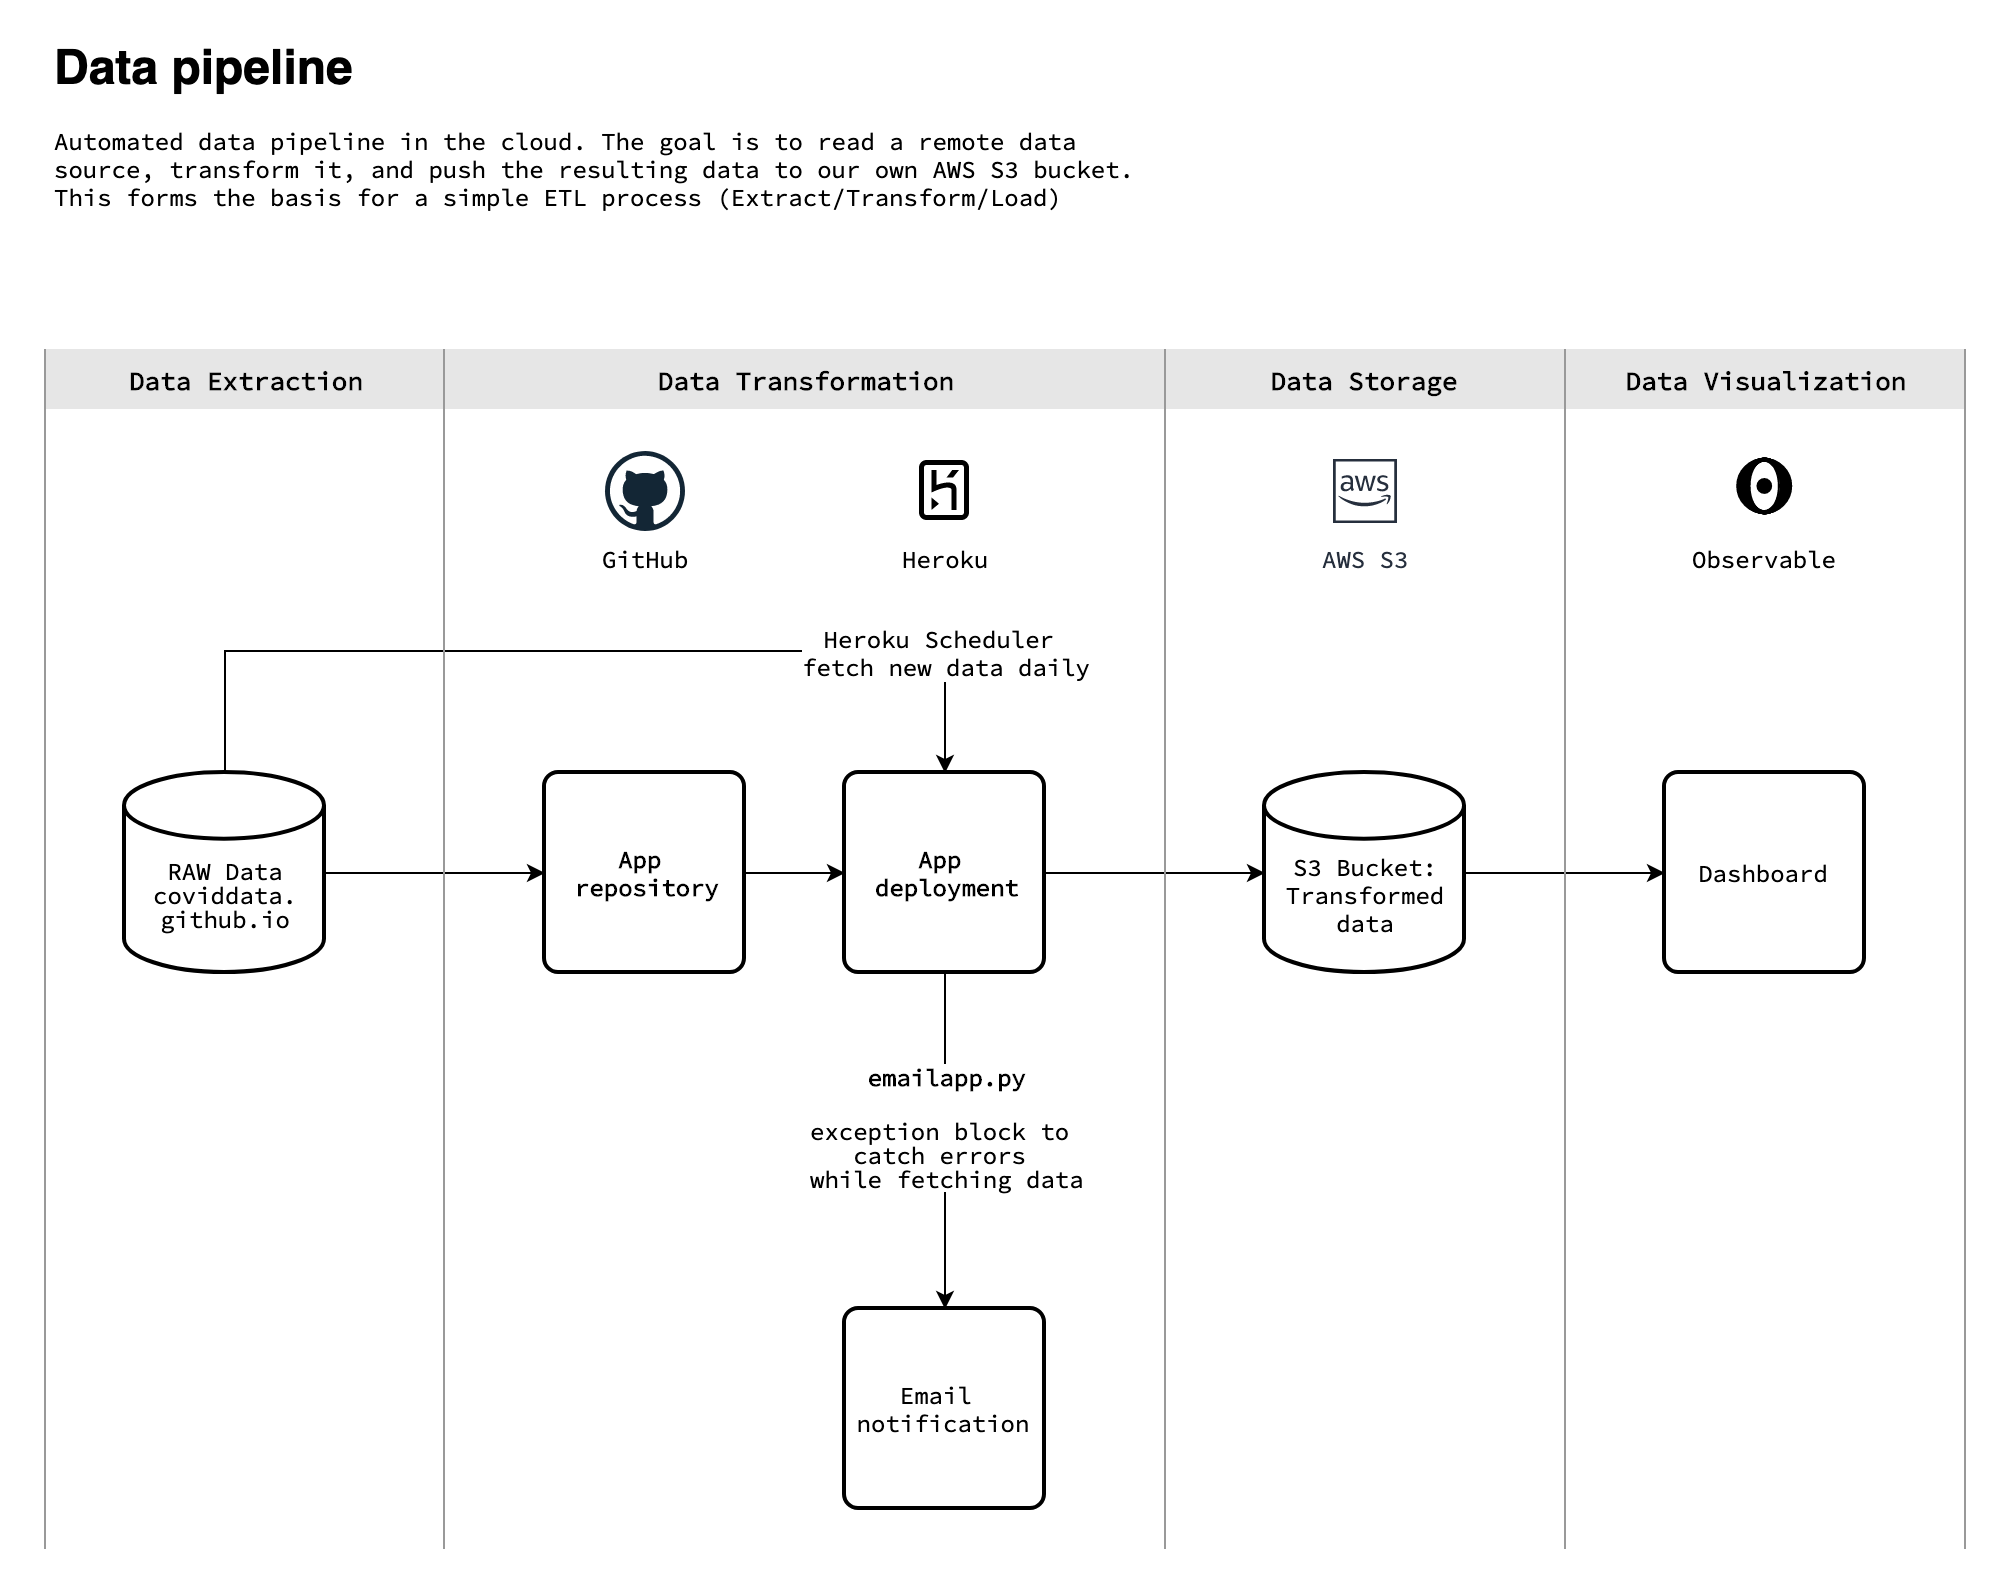 Data pipeline
Automated data pipeline in the cloud. The goal is to read a remote data
source, transform it, and push the resulting data to our own AWS S3 bucket.
This forms the basis for a simple ETL process (Extract/Transform/Load)
Data Extraction
Data Transformation
Data Storage
Data Visualization
aws
GitHub
Heroku
AWS S3
Observable
Heroku Scheduler
fetch new data daily
RAW Data
coviddata.
github.io
App
repository
App
deployment
S3 Bucket:
Transformed
data
Dashboard
emailapp.py
exception block to
catch errors
while fetching data
Email
notification